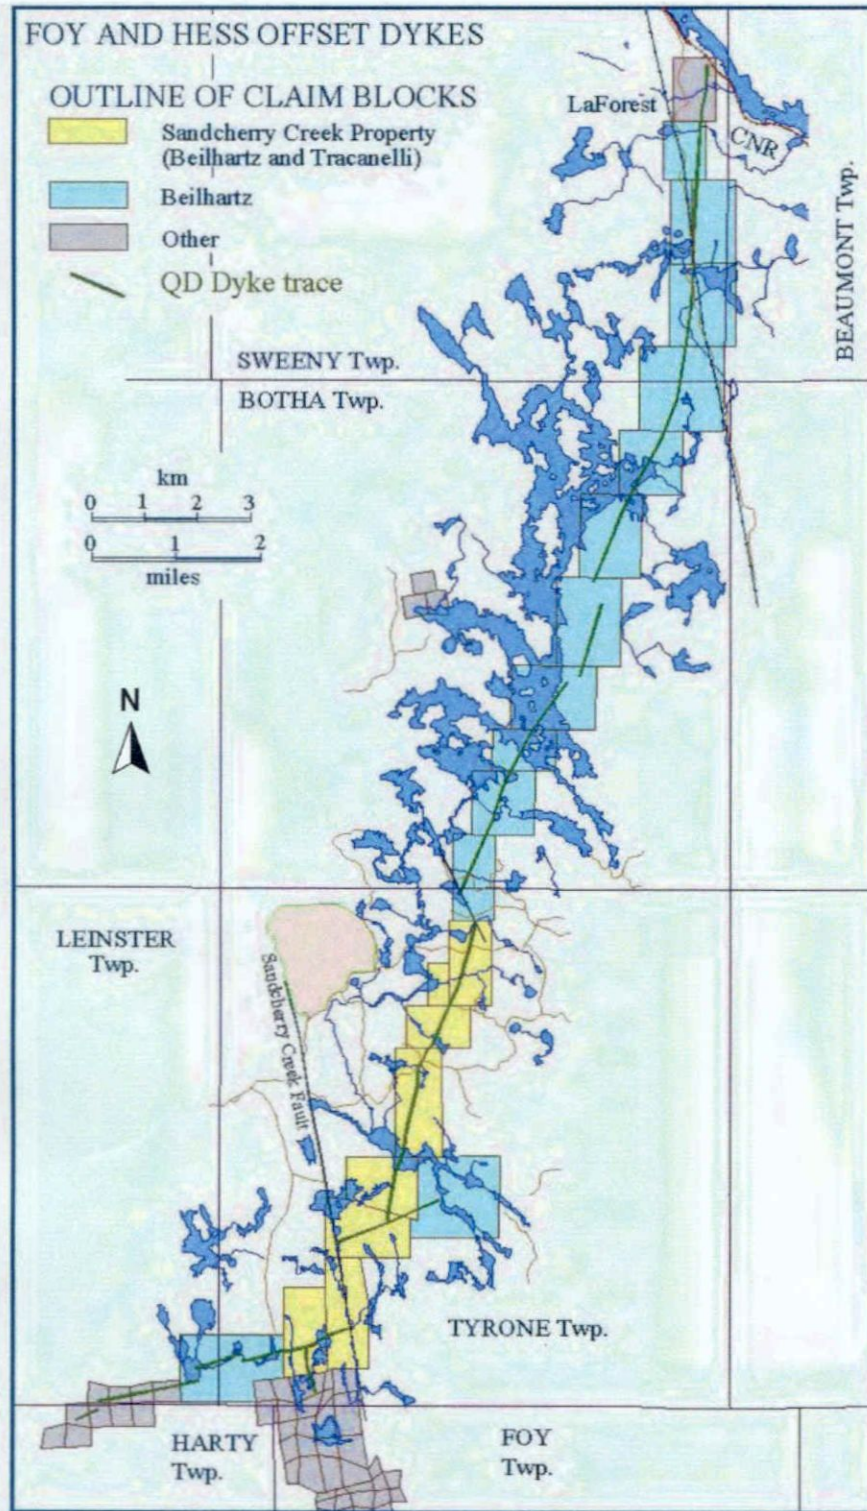 FOY AND HESS OFFSET DYKES
OUTLINE OF CLAIM BLOCKS
Sandcherry Creek Property
(Beilhartz and Tracanelli)
Beilhartz
Other
QD Dyke trace
LaForest
CNR
BEAUMONT Twp.
SWEENY Twp.
BOTHA Twp.
km
0 1 2 3
0 1 2
miles
N
LEINSTER
Twp.
Sandcherry Creek Fault
TYRONE Twp.
HARTY
Twp.
FOY
Twp.